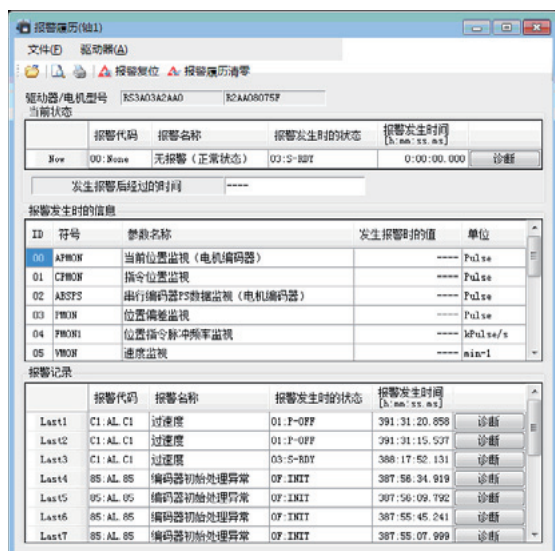 报警履历(轴1)
文件(F) 驱动器(A)
报警复位 报警履历清零
驱动器/电机型号 RS3A03A2AA0 R2AA08075F
当前状态
报警代码 报警名称 报警发生时的状态 报警发生时间 [h:mm:ss.ms]
Now 00:None 无报警（正常状态） 03:S-RDY 0:00:00.000 诊断
发生报警后经过的时间 ----
报警发生时的信息
ID 符号 参数名称 发生报警时的值 单位
00 APMON 当前位置监视（电机编码器） ---- Pulse
01 CPMON 指令位置监视 ---- Pulse
02 ABSPS 串行编码器PS数据监视（电机编码器） ---- Pulse
03 PMON 位置偏差监视 ---- Pulse
04 FMON1 位置指令脉冲频率监视 ---- kPulse/s
05 VMON 速度监视 ---- min-1
报警记录
报警代码 报警名称 报警发生时的状态 报警发生时间 [h:mm:ss.ms]
Last1 C1:AL.C1 过速度 01:P-OFF 391:31:20.858 诊断
Last2 C1:AL.C1 过速度 01:P-OFF 391:31:15.537 诊断
Last3 C1:AL.C1 过速度 03:S-RDY 388:17:52.131 诊断
Last4 85:AL.85 编码器初始处理异常 0F:INIT 387:56:34.919 诊断
Last5 85:AL.85 编码器初始处理异常 0F:INIT 387:56:09.792 诊断
Last6 85:AL.85 编码器初始处理异常 0F:INIT 387:55:45.241 诊断
Last7 85:AL.85 编码器初始处理异常 0F:INIT 387:55:07.999 诊断